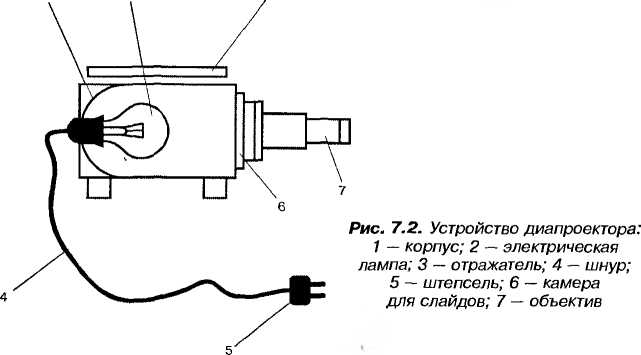 7
6
Рис. 7.2. Устройство диапроектора:
1 — корпус; 2 — электрическая
лампа; 3 — отражатель; 4 — шнур;
5 — штепсель; 6 — камера
для слайдов; 7 — объектив
4
5